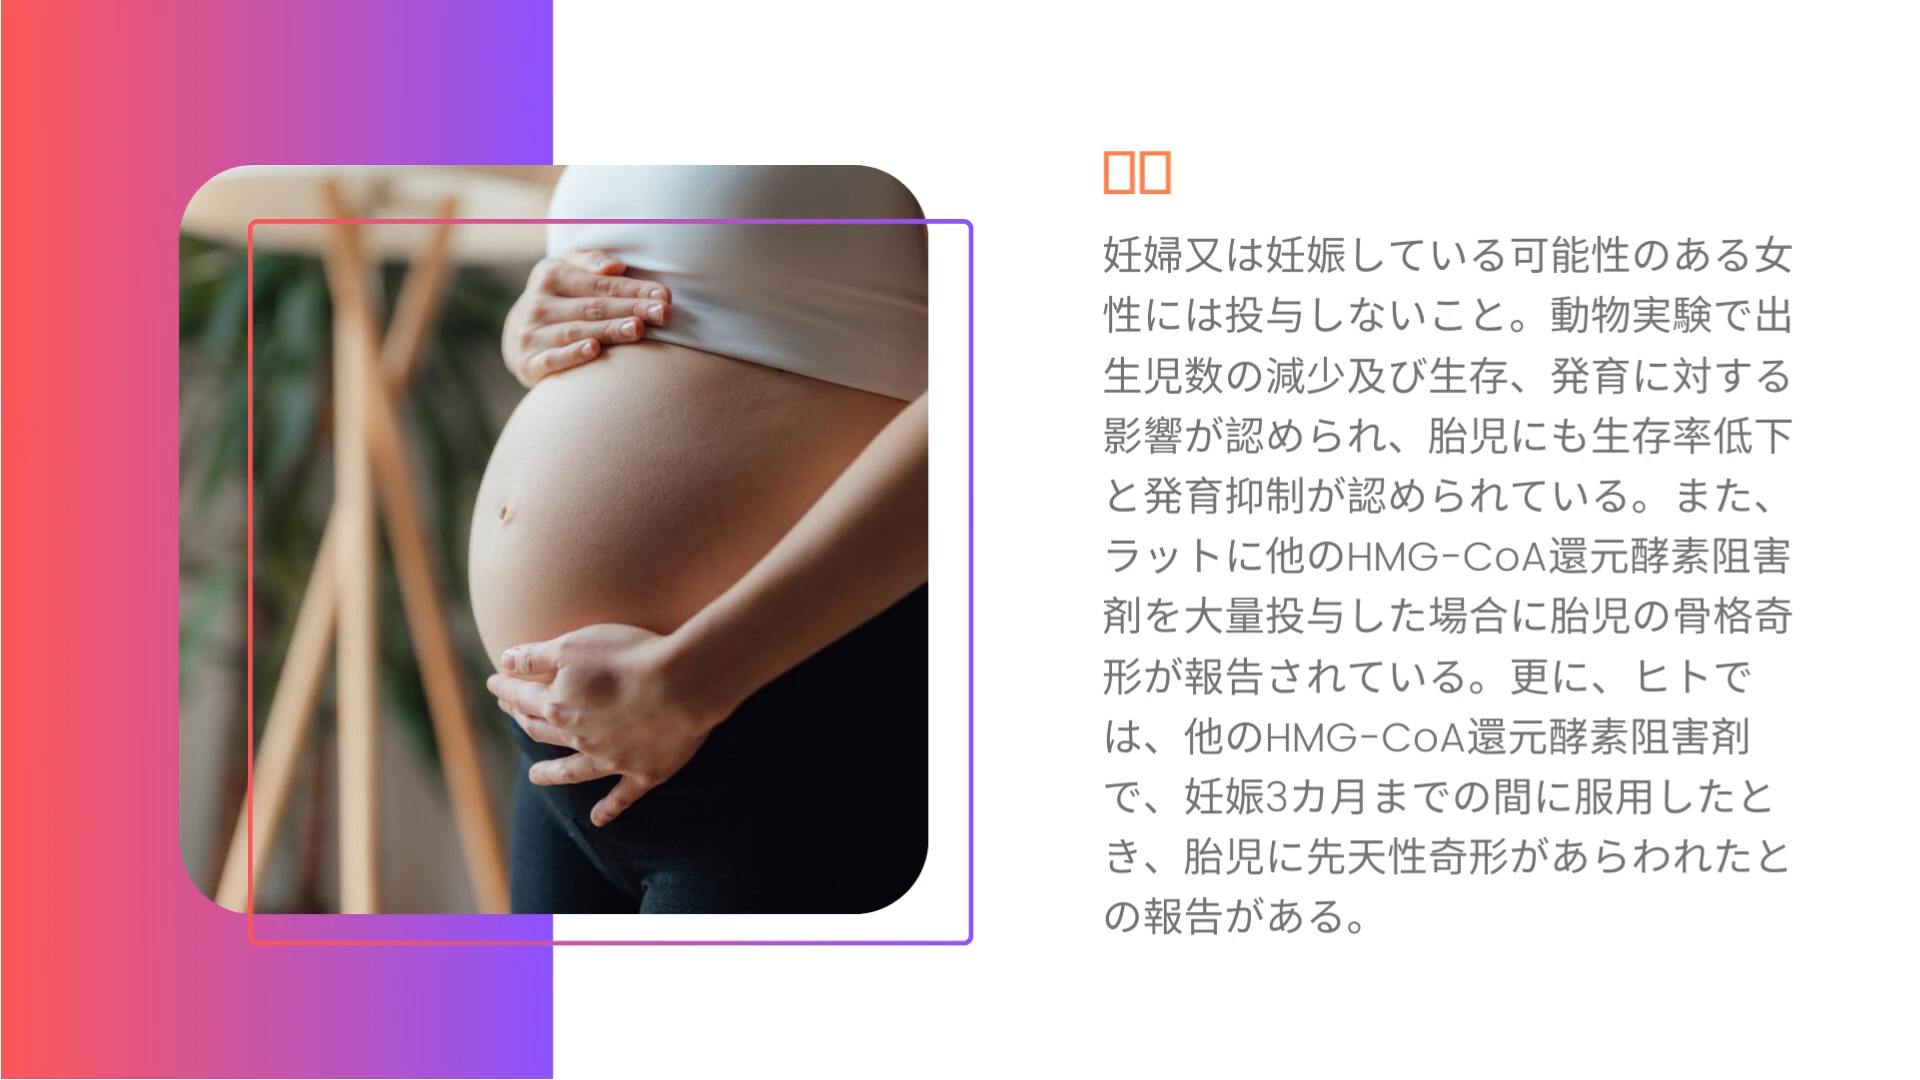 妊婦又は妊娠している可能性のある女
性には投与しないこと。動物実験で出
生児数の減少及び生存、発育に対する
影響が認められ、胎児にも生存率低下
と発育抑制が認められている。また、
ラットに他のHMG-CoA還元酵素阻害
剤を大量投与した場合に胎児の骨格奇
形が報告されている。更に、ヒトで
は、他のHMG-CoA還元酵素阻害剤
で、妊娠3カ月までの間に服用したと
き、胎児に先天性奇形があらわれたと
の報告がある。